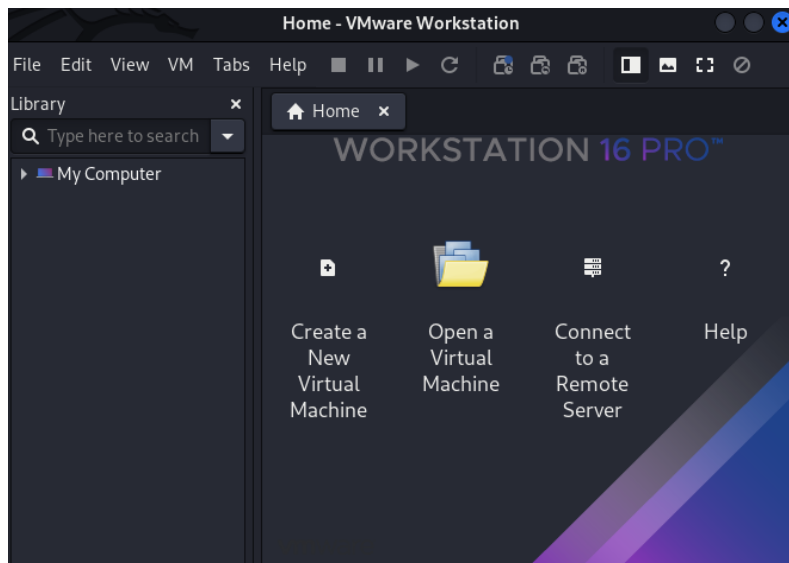 Home - VMware Workstation
File Edit View VM Tabs Help
Library
Home
Type here to search
WORKSTATION 16 PRO™
My Computer
Create a
New
Virtual
Machine
Open a
Virtual
Machine
Connect
to a
Remote
Server
Help